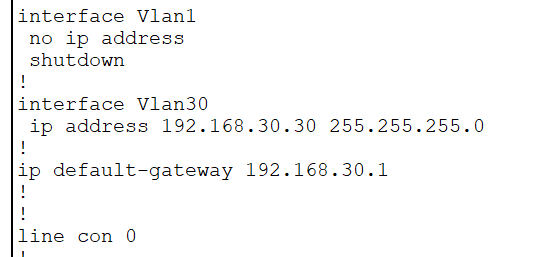 interface Vlan1
 no ip address
 shutdown
!
interface Vlan30
 ip address 192.168.30.30 255.255.255.0
!
ip default-gateway 192.168.30.1
!
!
line con 0
!